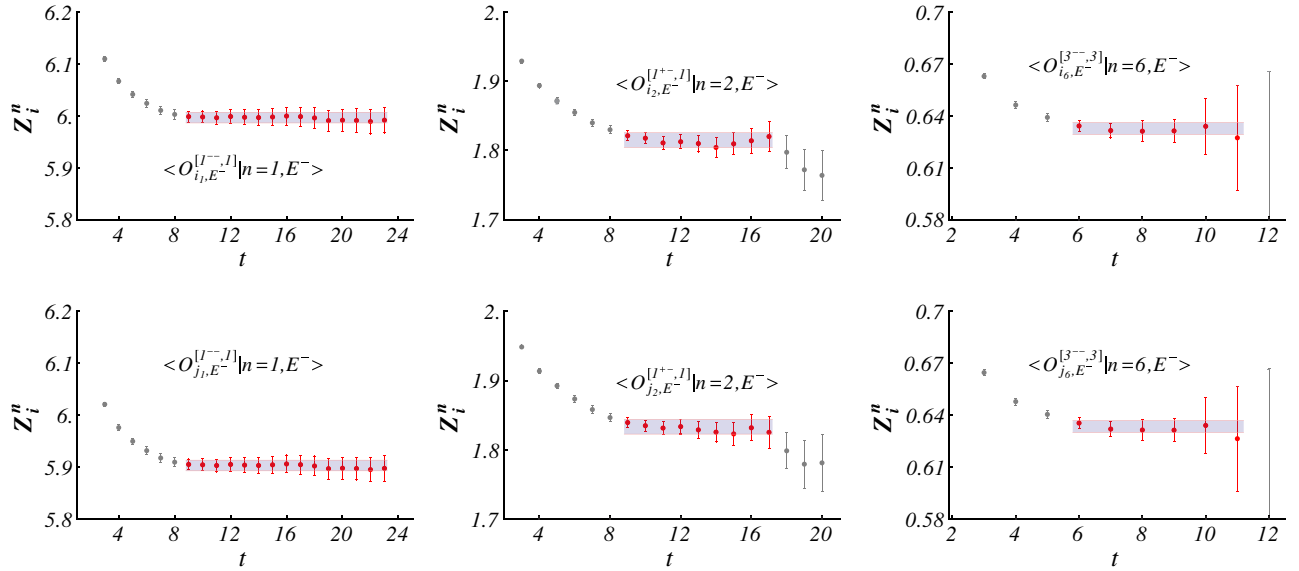 6.2
6.1
6.
5.9
5.8
Z_i^n
<O_{i_1,E^-}^{[1^{--},1]}|n=1,E^->
4 8 12 16 20 24
t
2.
1.9
1.8
1.7
Z_i^n
<O_{i_2,E^-}^{[1^{+-},1]}|n=2,E^->
4 8 12 16 20
t
0.7
0.67
0.64
0.61
0.58
Z_i^n
<O_{i_6,E^-}^{[3^{--},3]}|n=6,E^->
2 4 6 8 10 12
t
6.2
6.1
6.
5.9
5.8
Z_i^n
<O_{j_1,E^-}^{[1^{--},1]}|n=1,E^->
4 8 12 16 20 24
t
2.
1.9
1.8
1.7
Z_i^n
<O_{j_2,E^-}^{[1^{+-},1]}|n=2,E^->
4 8 12 16 20
t
0.7
0.67
0.64
0.61
0.58
Z_i^n
<O_{j_6,E^-}^{[3^{--},3]}|n=6,E^->
2 4 6 8 10 12
t